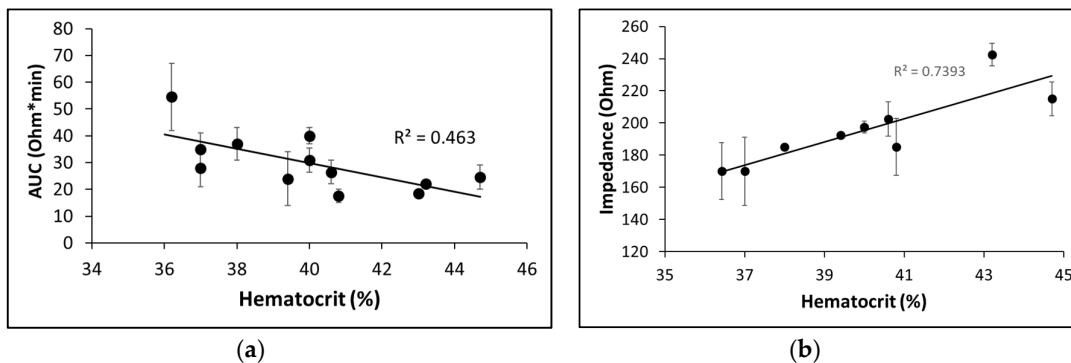 80
70
60
50
40
30
20
10
0
AUC (Ohm*min)
R² = 0.463
34 36 38 40 42 44 46
Hematocrit (%)
(a)
260
240
220
200
180
160
140
120
Impedance (Ohm)
R² = 0.7393
35 37 39 41 43 45
Hematocrit (%)
(b)